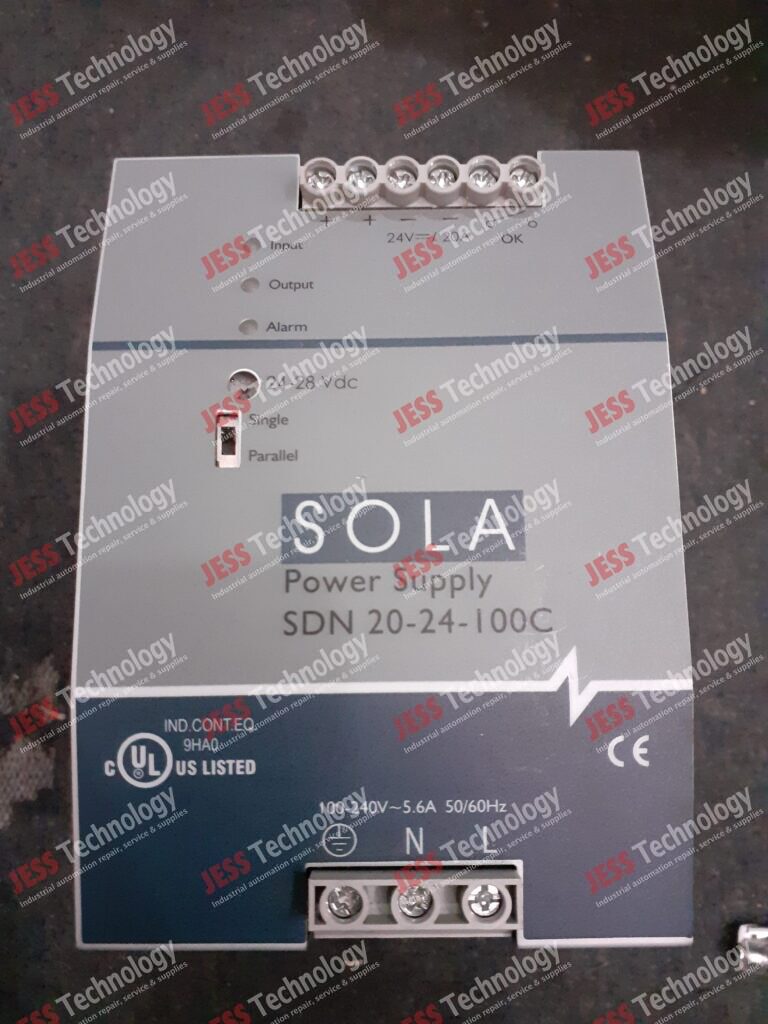 + + − −
24V⎓/ 20A
OK
Input
Output
Alarm
24-28 Vdc
Single
Parallel
SOLA
Power Supply
SDN 20-24-100C
IND.CONT.EQ.
9HA0
C UL US LISTED
CE
100-240V~5.6A 50/60Hz
N L
JESS Technology
Industrial automation repair, service & supplies